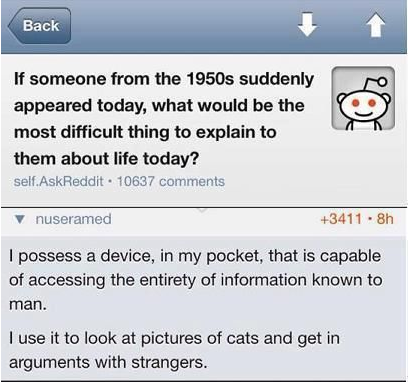 Back
If someone from the 1950s suddenly
appeared today, what would be the
most difficult thing to explain to
them about life today?
self.AskReddit • 10637 comments
nuseramed +3411 • 8h
I possess a device, in my pocket, that is capable
of accessing the entirety of information known to
man.
I use it to look at pictures of cats and get in
arguments with strangers.